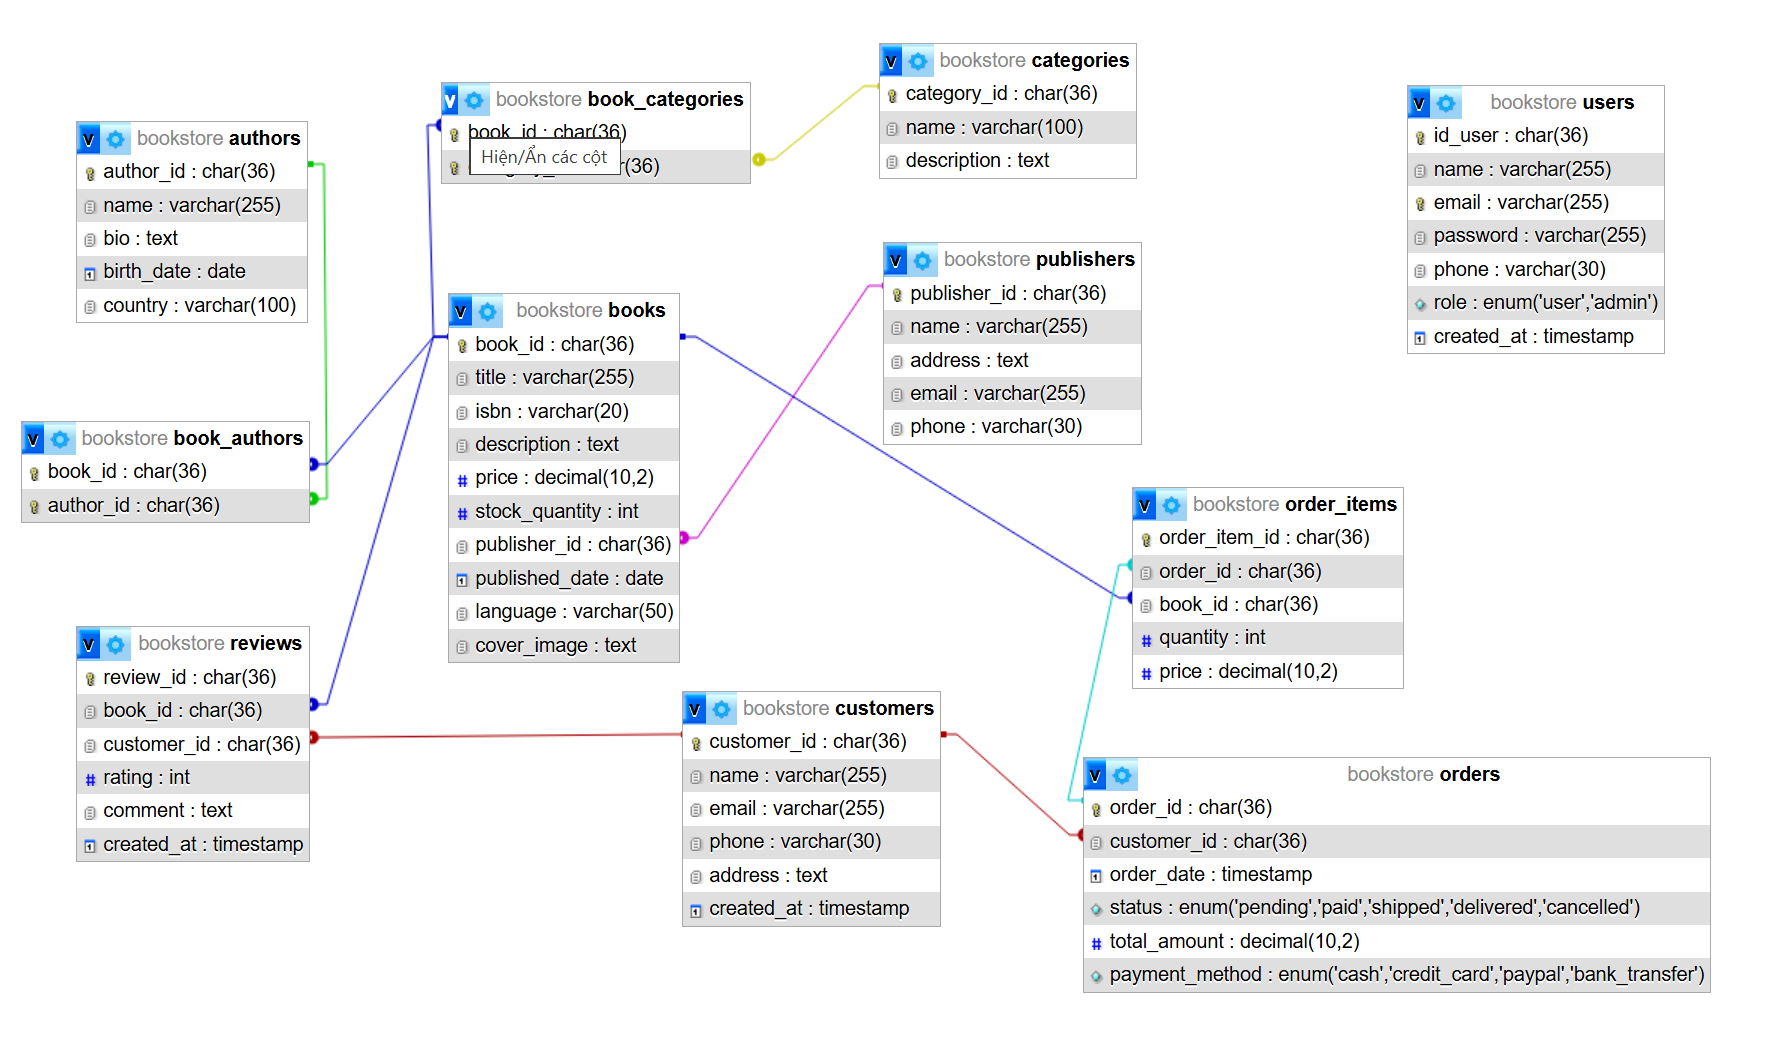 bookstore categories
category_id : char(36)
name : varchar(100)
description : text
bookstore book_categories
book_id : char(36)
Hiện/Ẩn các cột
r(36)
bookstore users
id_user : char(36)
name : varchar(255)
email : varchar(255)
password : varchar(255)
phone : varchar(30)
role : enum('user','admin')
created_at : timestamp
bookstore authors
author_id : char(36)
name : varchar(255)
bio : text
birth_date : date
country : varchar(100)
bookstore publishers
publisher_id : char(36)
name : varchar(255)
address : text
email : varchar(255)
phone : varchar(30)
bookstore books
book_id : char(36)
title : varchar(255)
isbn : varchar(20)
description : text
price : decimal(10,2)
stock_quantity : int
publisher_id : char(36)
published_date : date
language : varchar(50)
cover_image : text
bookstore book_authors
book_id : char(36)
author_id : char(36)
bookstore order_items
order_item_id : char(36)
order_id : char(36)
book_id : char(36)
quantity : int
price : decimal(10,2)
bookstore reviews
review_id : char(36)
book_id : char(36)
customer_id : char(36)
rating : int
comment : text
created_at : timestamp
bookstore customers
customer_id : char(36)
name : varchar(255)
email : varchar(255)
phone : varchar(30)
address : text
created_at : timestamp
bookstore orders
order_id : char(36)
customer_id : char(36)
order_date : timestamp
status : enum('pending','paid','shipped','delivered','cancelled')
total_amount : decimal(10,2)
payment_method : enum('cash','credit_card','paypal','bank_transfer')